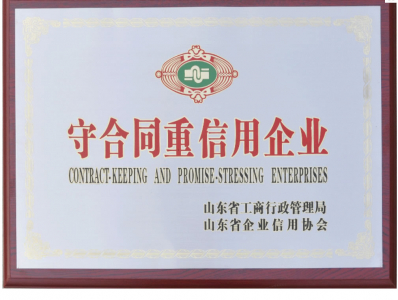 守合同重信用企业
CONTRACT-KEEPING AND PROMISE-STRESSING ENTERPRISES
山东省工商行政管理局
山东省企业信用协会